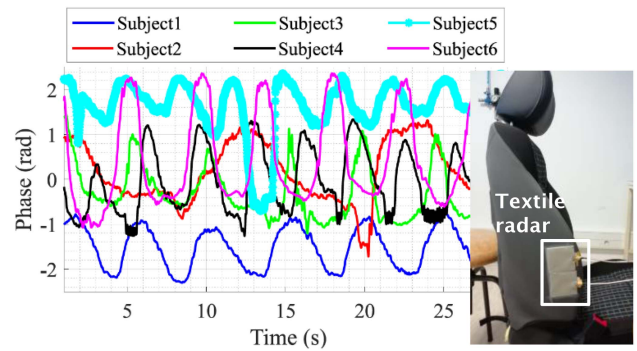 Subject1 Subject3 Subject5
Subject2 Subject4 Subject6
Phase (rad)
2
1
0
-1
-2
5 10 15 20 25
Time (s)
Textile
radar